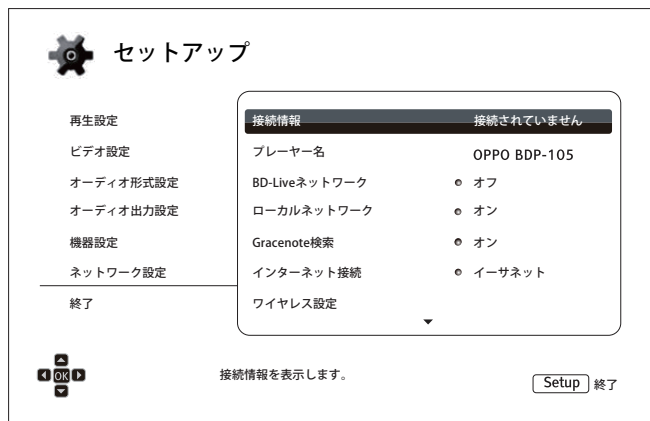 セットアップ
再生設定
ビデオ設定
オーディオ形式設定
オーディオ出力設定
機器設定
ネットワーク設定
終了
接続情報 接続されていません
プレーヤー名 OPPO BDP-105
BD-Liveネットワーク オフ
ローカルネットワーク オン
Gracenote検索 オン
インターネット接続 イーサネット
ワイヤレス設定
OK
接続情報を表示します。
Setup 終了